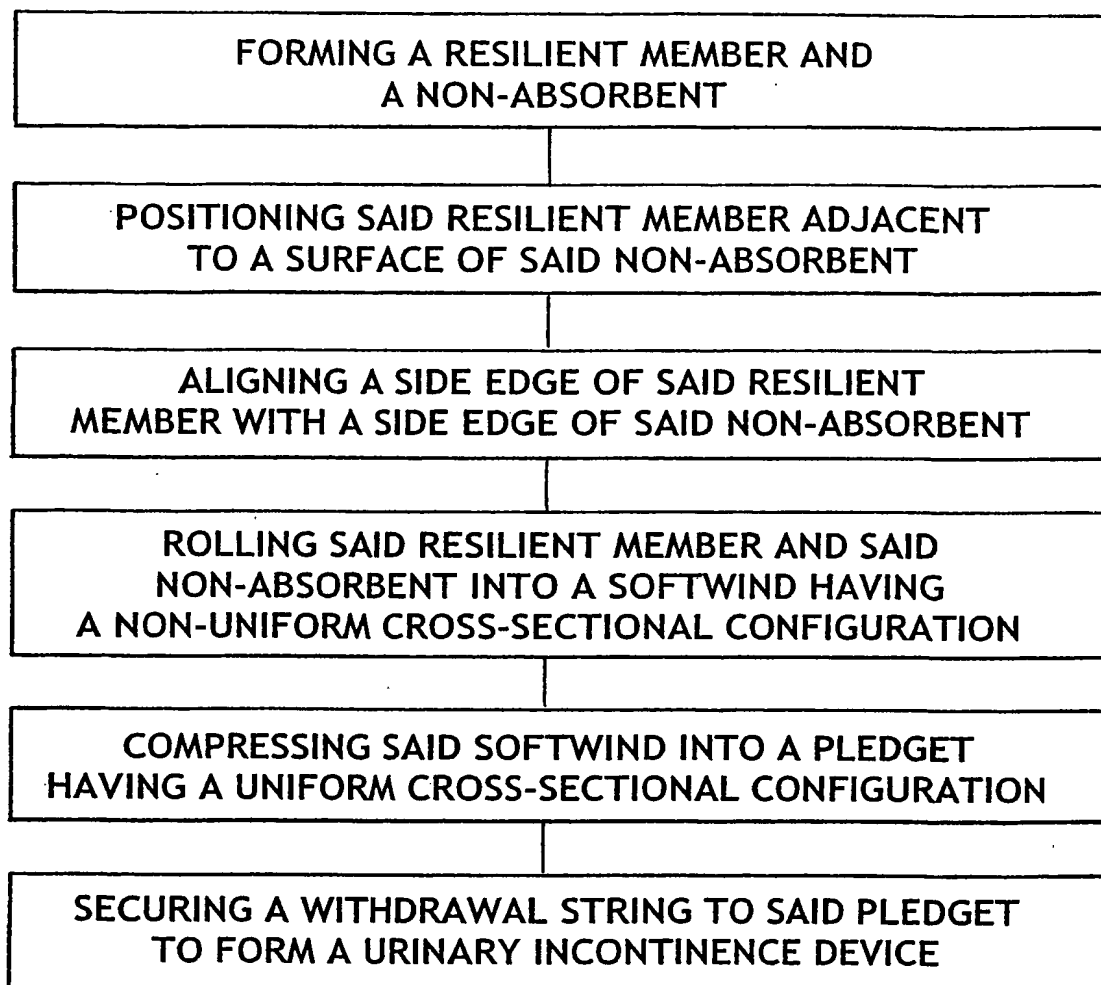 FORMING A RESILIENT MEMBER AND
A NON-ABSORBENT
POSITIONING SAID RESILIENT MEMBER ADJACENT
TO A SURFACE OF SAID NON-ABSORBENT
ALIGNING A SIDE EDGE OF SAID RESILIENT
MEMBER WITH A SIDE EDGE OF SAID NON-ABSORBENT
ROLLING SAID RESILIENT MEMBER AND SAID
NON-ABSORBENT INTO A SOFTWIND HAVING
A NON-UNIFORM CROSS-SECTIONAL CONFIGURATION
COMPRESSING SAID SOFTWIND INTO A PLEDGET
HAVING A UNIFORM CROSS-SECTIONAL CONFIGURATION
SECURING A WITHDRAWAL STRING TO SAID PLEDGET
TO FORM A URINARY INCONTINENCE DEVICE